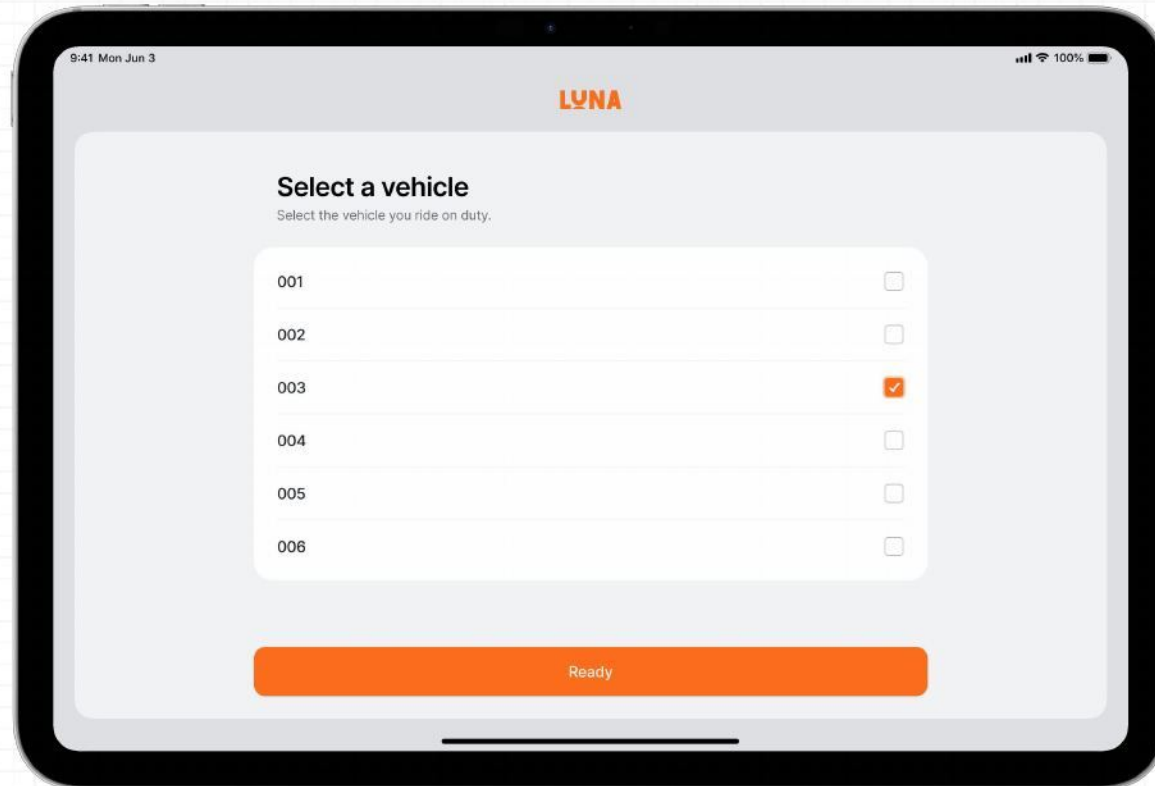 9:41 Mon Jun 3
100%
LUNA
Select a vehicle
Select the vehicle you ride on duty.
001
002
003
004
005
006
Ready